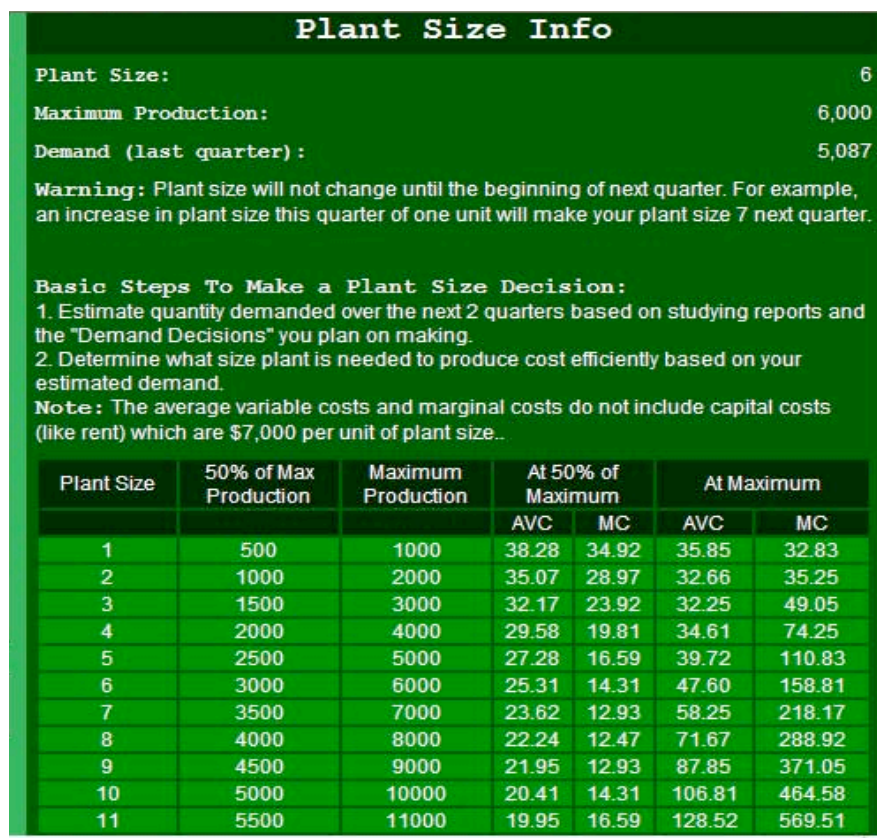 Plant Size Info
Plant Size: 6
Maximum Production: 6,000
Demand (last quarter): 5,087
Warning: Plant size will not change until the beginning of next quarter. For example,
an increase in plant size this quarter of one unit will make your plant size 7 next quarter.
Basic Steps To Make a Plant Size Decision:
1. Estimate quantity demanded over the next 2 quarters based on studying reports and
the "Demand Decisions" you plan on making.
2. Determine what size plant is needed to produce cost efficiently based on your
estimated demand.
Note: The average variable costs and marginal costs do not include capital costs
(like rent) which are $7,000 per unit of plant size..
Plant Size 50% of Max Production Maximum Production At 50% of Maximum At Maximum
AVC MC AVC MC
1 500 1000 38.28 34.92 35.85 32.83
2 1000 2000 35.07 28.97 32.66 35.25
3 1500 3000 32.17 23.92 32.25 49.05
4 2000 4000 29.58 19.81 34.61 74.25
5 2500 5000 27.28 16.59 39.72 110.83
6 3000 6000 25.31 14.31 47.60 158.81
7 3500 7000 23.62 12.93 58.25 218.17
8 4000 8000 22.24 12.47 71.67 288.92
9 4500 9000 21.95 12.93 87.85 371.05
10 5000 10000 20.41 14.31 106.81 464.58
11 5500 11000 19.95 16.59 128.52 569.51